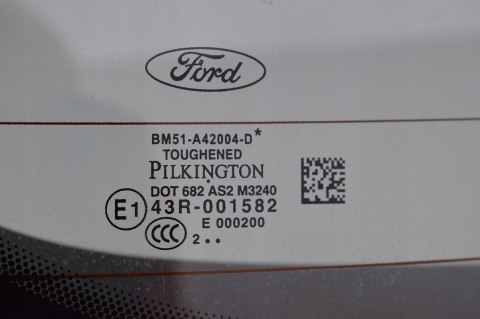 Ford
BM51-A42004-D*
TOUGHENED
PILKINGTON
DOT 682 AS2 M3240
E1 43R-001582
E 000200
CCC 2 ••